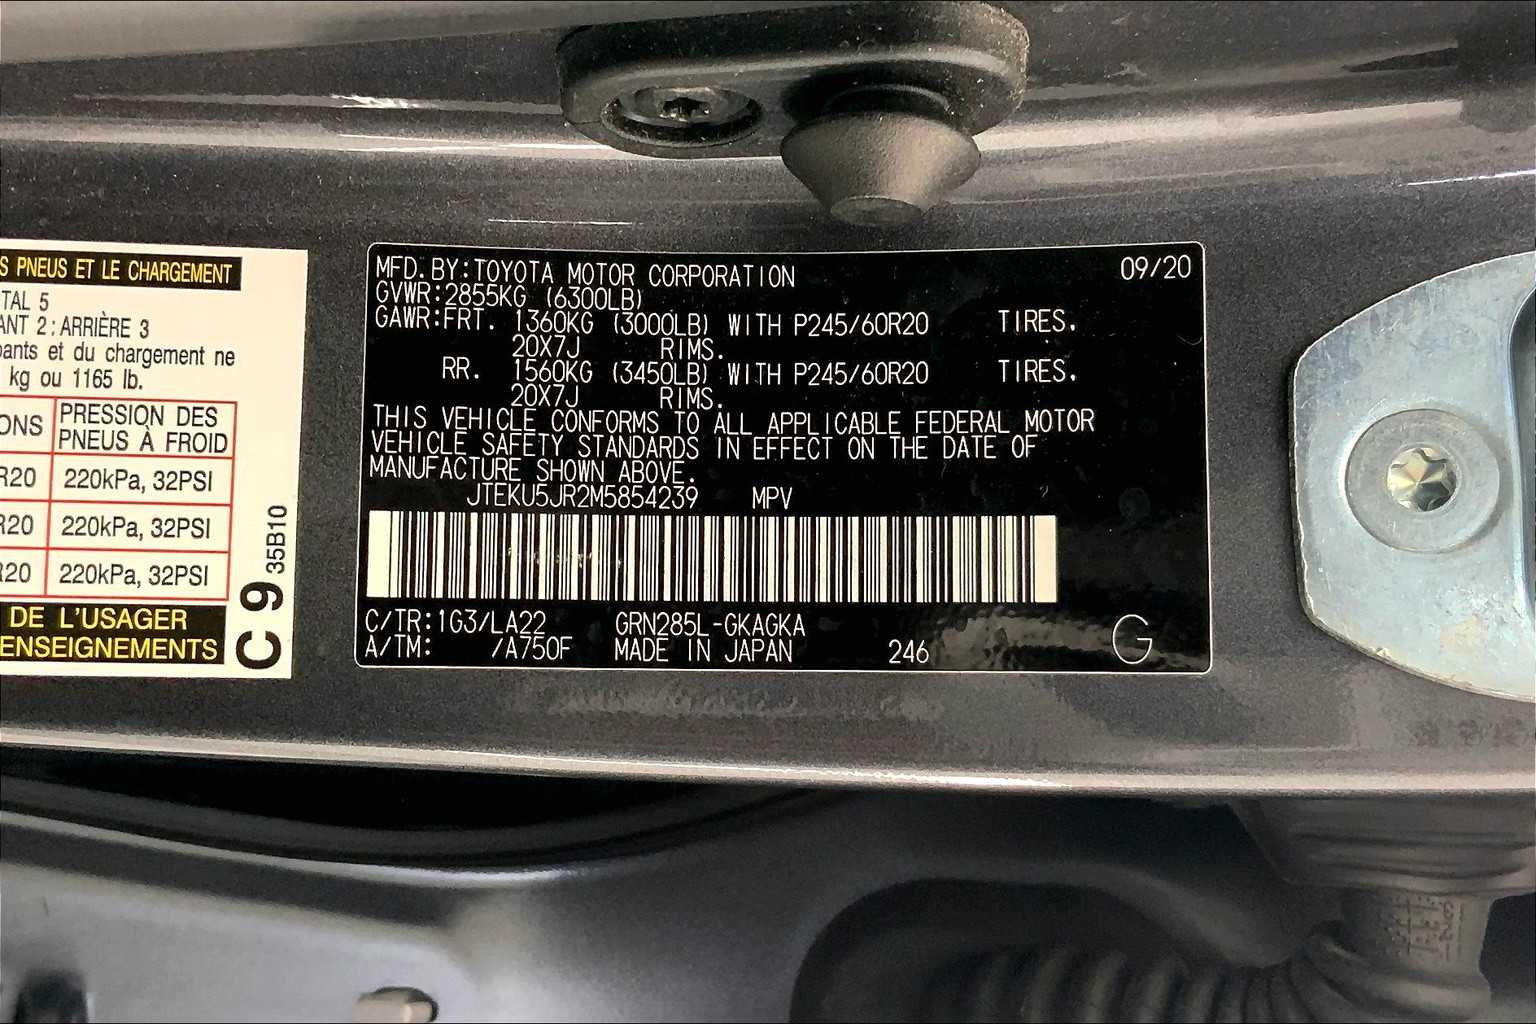 S PNEUS ET LE CHARGEMENT
TAL 5
ANT 2 : ARRIÈRE 3
pants et du chargement ne
kg ou 1165 lb.
ONS PRESSION DES
PNEUS À FROID
R20 220kPa, 32PSI
R20 220kPa, 32PSI
R20 220kPa, 32PSI
DE L'USAGER
ENSEIGNEMENTS
C 9 35B10
MFD. BY: TOYOTA MOTOR CORPORATION 09/20
GVWR: 2855KG (6300LB)
GAWR: FRT. 1360KG (3000LB) WITH P245/60R20 TIRES.
20X7J RIMS.
RR. 1560KG (3450LB) WITH P245/60R20 TIRES.
20X7J RIMS.
THIS VEHICLE CONFORMS TO ALL APPLICABLE FEDERAL MOTOR
VEHICLE SAFETY STANDARDS IN EFFECT ON THE DATE OF
MANUFACTURE SHOWN ABOVE.
JTEKU5JR2M5854239 MPV
C/TR: 1G3/LA22 GRN285L-GKAGKA
A/TM: /A750F MADE IN JAPAN 246 G